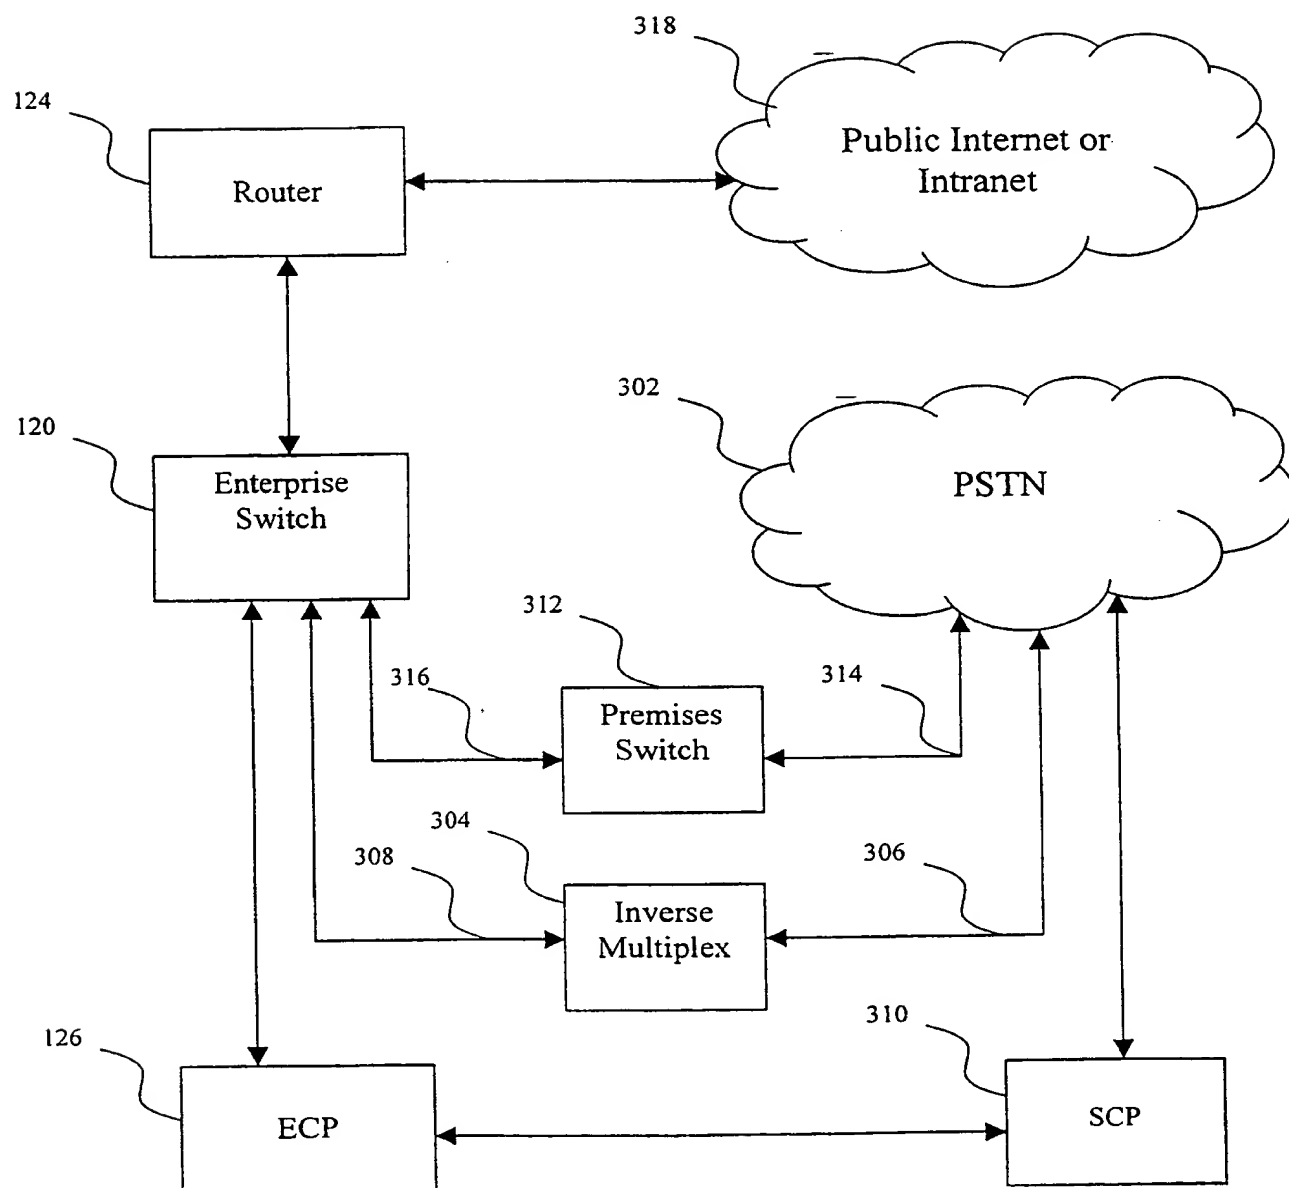 318
124
Public Internet or
Intranet
Router
302
120
Enterprise
Switch
PSTN
312
316
314
Premises
Switch
304
308
306
Inverse
Multiplex
310
126
ECP
SCP